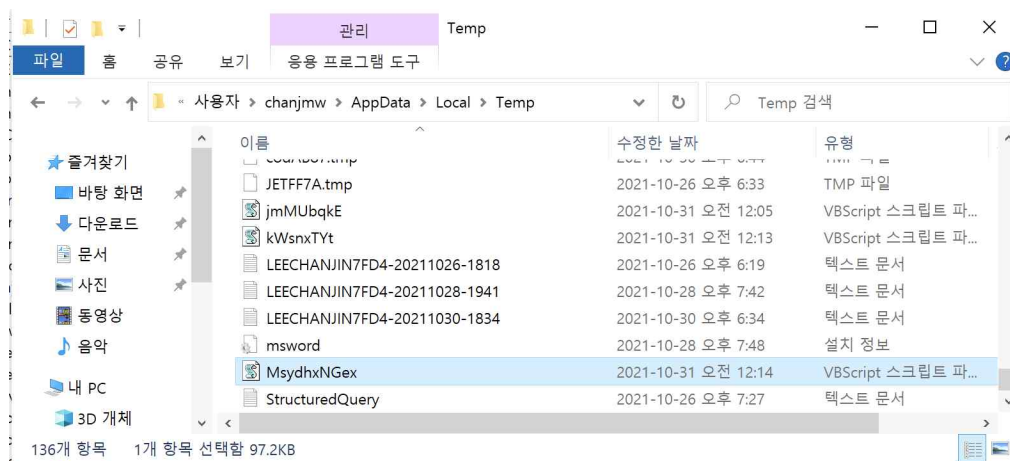 관리 Temp
파일 홈 공유 보기 응용 프로그램 도구
« 사용자 > chanjmw > AppData > Local > Temp Temp 검색
이름 수정한 날짜 유형
즐겨찾기
JETFF7A.tmp 2021-10-26 오후 6:33 TMP 파일
바탕 화면
jmMUbqkE 2021-10-31 오전 12:05 VBScript 스크립트 파...
다운로드
kWsnxTYt 2021-10-31 오전 12:13 VBScript 스크립트 파...
문서
LEECHANJIN7FD4-20211026-1818 2021-10-26 오후 6:19 텍스트 문서
사진
LEECHANJIN7FD4-20211028-1941 2021-10-28 오후 7:42 텍스트 문서
동영상
LEECHANJIN7FD4-20211030-1834 2021-10-30 오후 6:34 텍스트 문서
음악
msword 2021-10-28 오후 7:48 설치 정보
MsydhxNGex 2021-10-31 오전 12:14 VBScript 스크립트 파...
내 PC
StructuredQuery 2021-10-26 오후 7:27 텍스트 문서
3D 개체
136개 항목 1개 항목 선택함 97.2KB